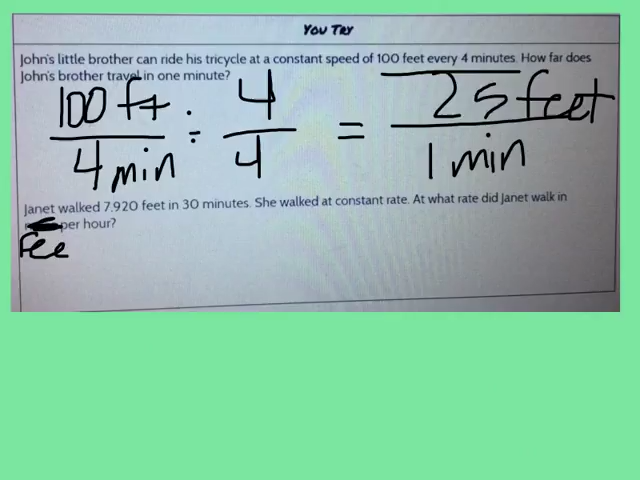 You Try
John's little brother can ride his tricycle at a constant speed of 100 feet every 4 minutes. How far does
John's brother travel in one minute?
100 ft ÷ 4 = 25 feet
4 min 4 1 min
Janet walked 7,920 feet in 30 minutes. She walked at constant rate. At what rate did Janet walk in
per hour?
fee